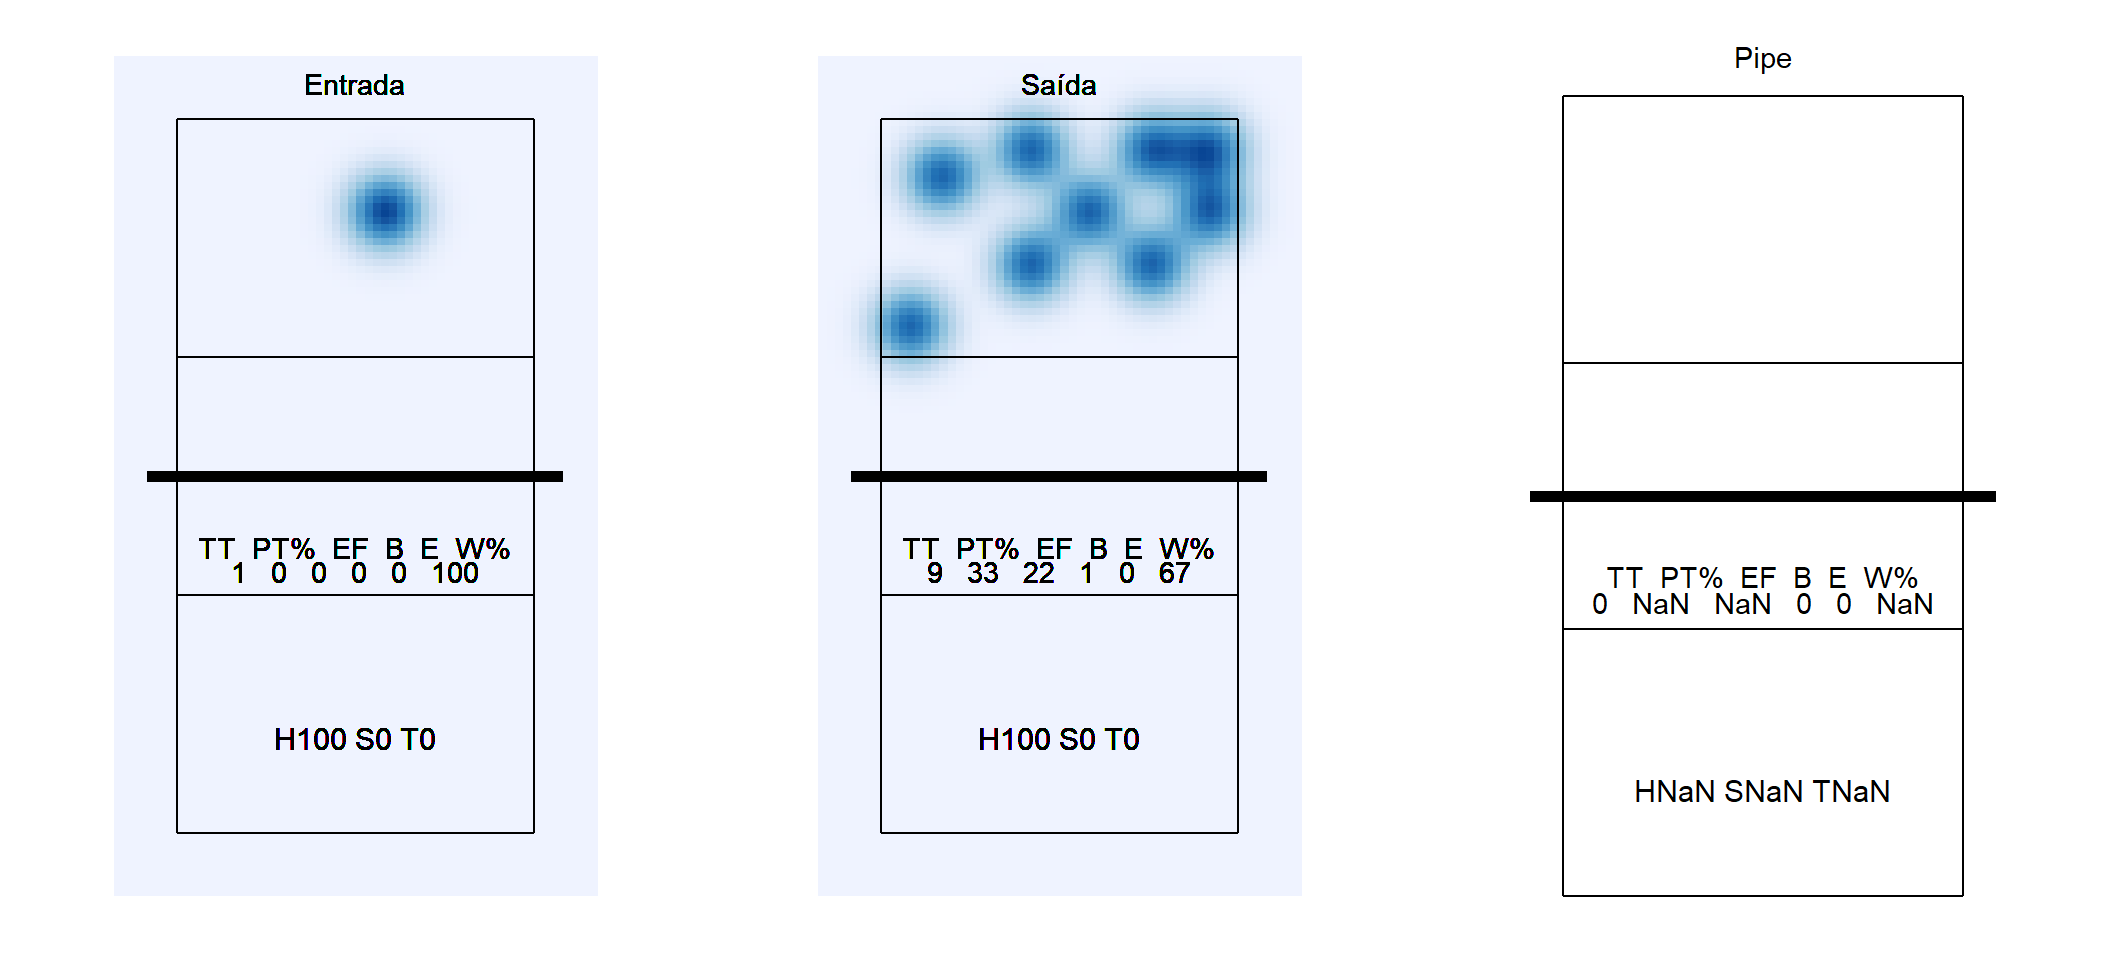 Entrada
TT PT% EF B E W%
1 0 0 0 0 100
H100 S0 T0
Saída
TT PT% EF B E W%
9 33 22 1 0 67
H100 S0 T0
Pipe
TT PT% EF B E W%
0 NaN NaN 0 0 NaN
HNaN SNaN TNaN